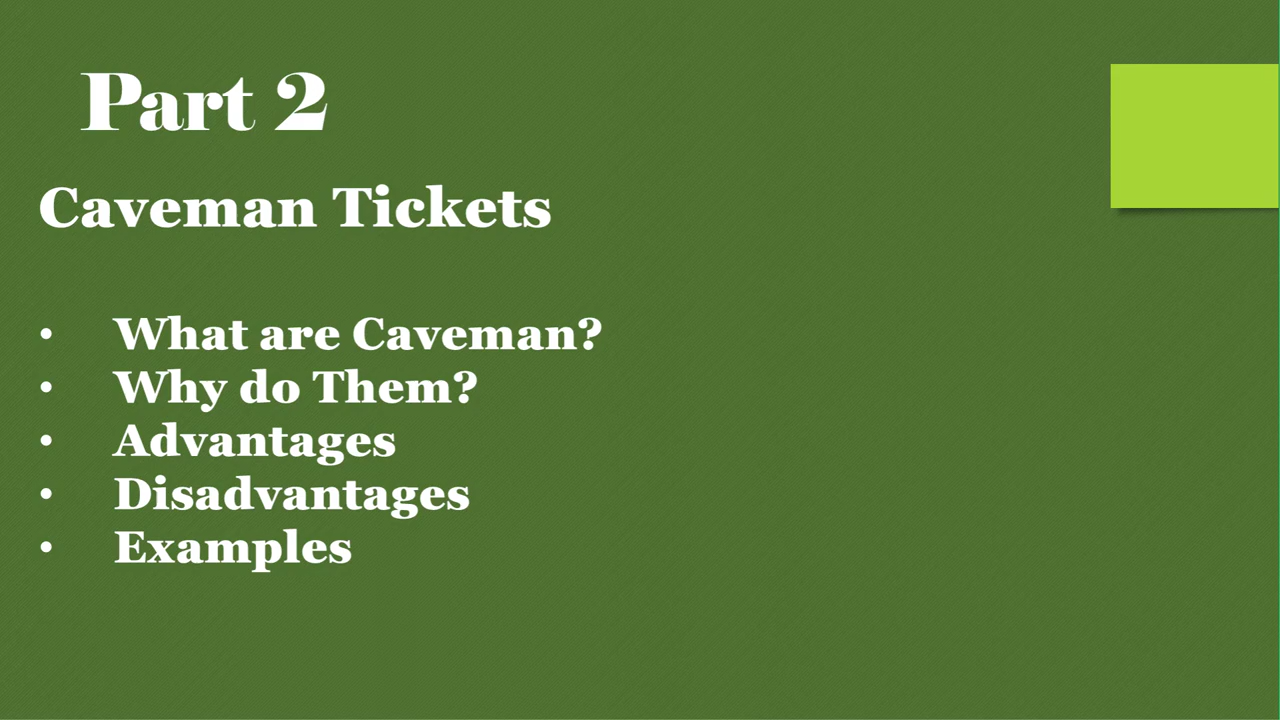 Part 2
Caveman Tickets
• What are Caveman?
• Why do Them?
• Advantages
• Disadvantages
• Examples